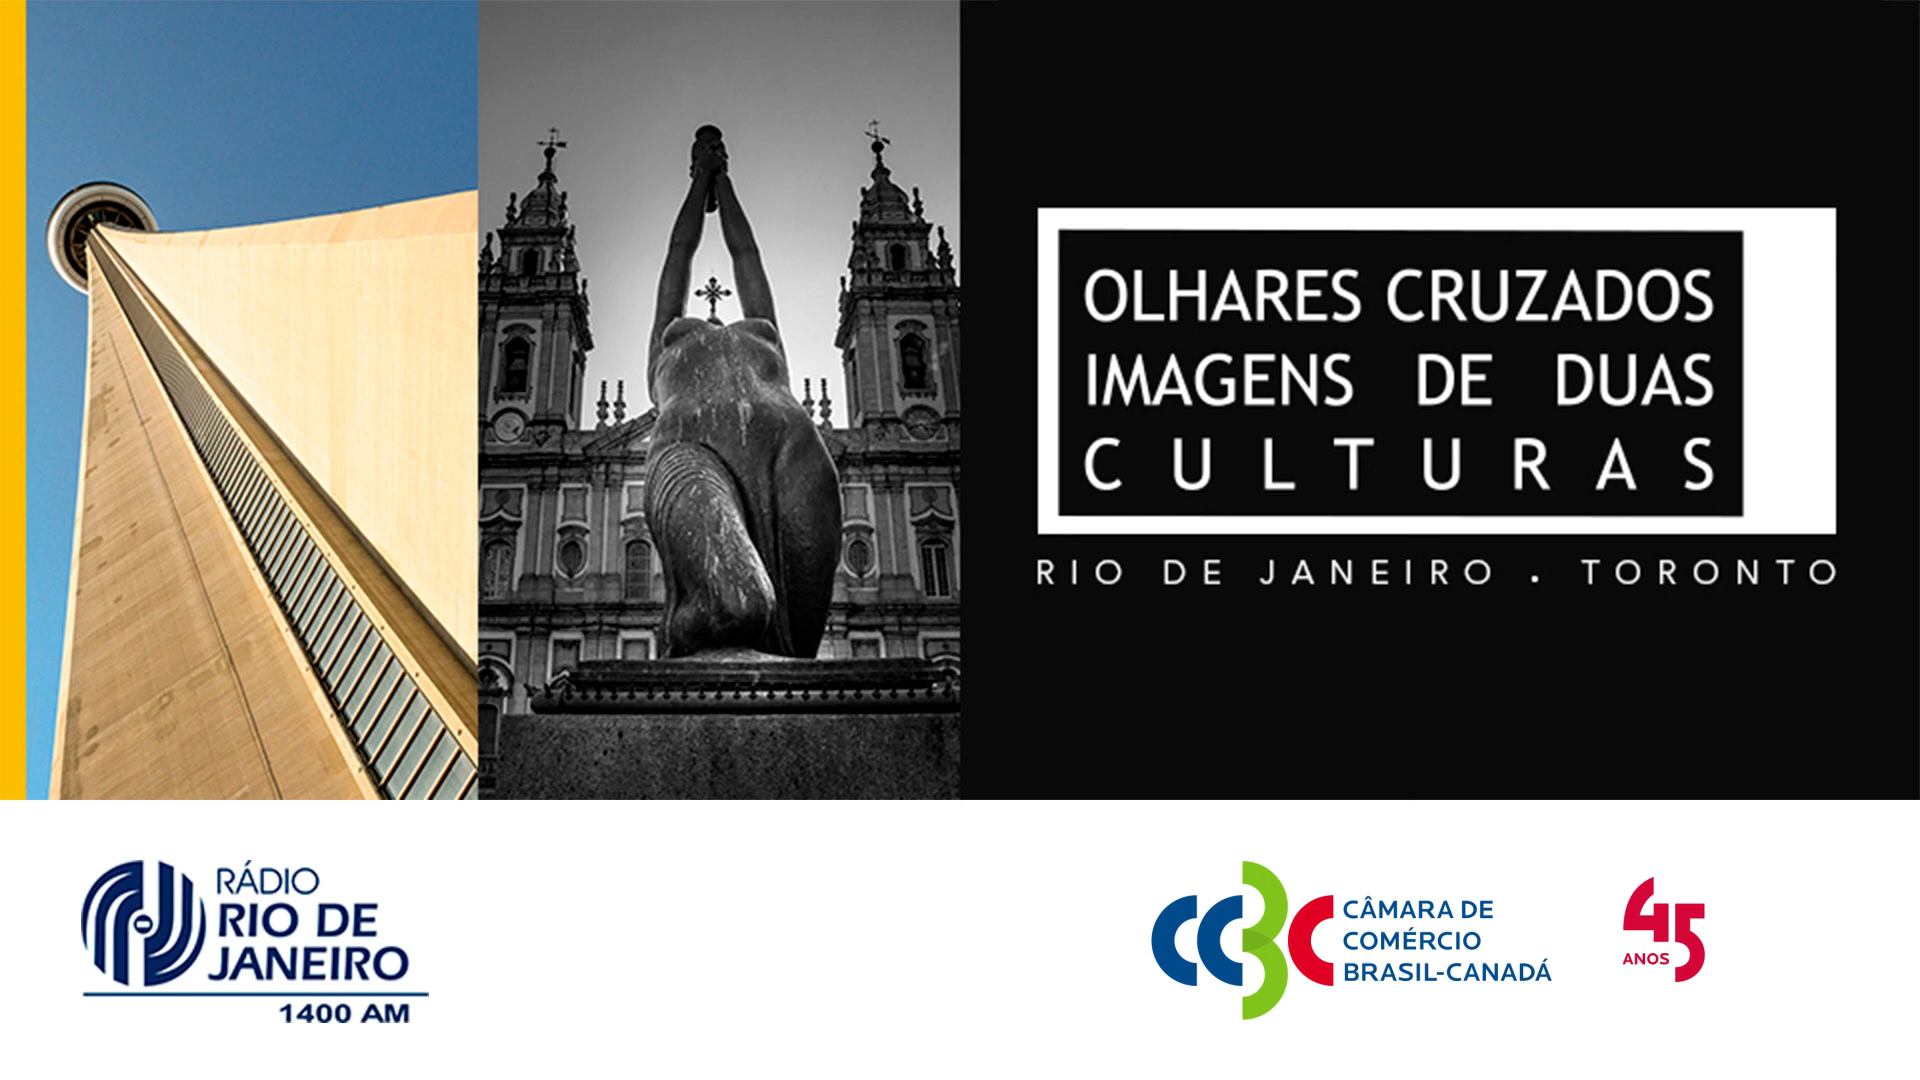 OLHARES CRUZADOS
IMAGENS DE DUAS
CULTURAS
RIO DE JANEIRO . TORONTO
RÁDIO
RIO DE
JANEIRO
1400 AM
CCBC
CÂMARA DE
COMÉRCIO
BRASIL-CANADÁ
45
ANOS